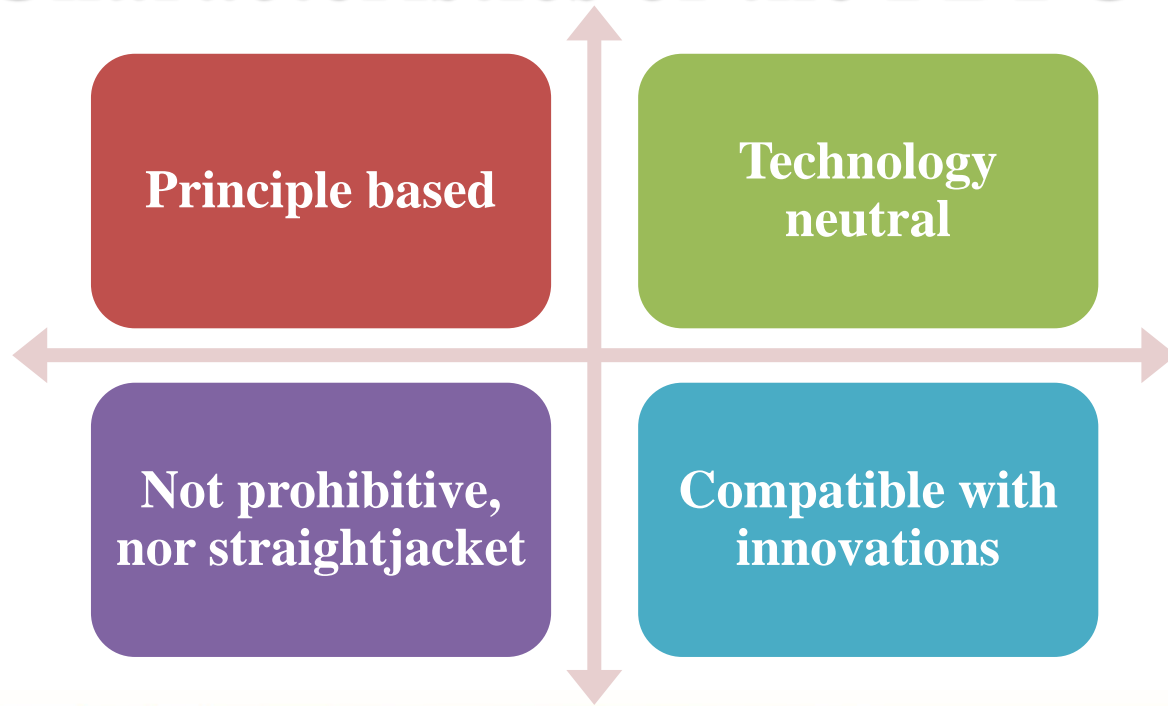 Principle based
Technology
neutral
Not prohibitive,
nor straightjacket
Compatible with
innovations